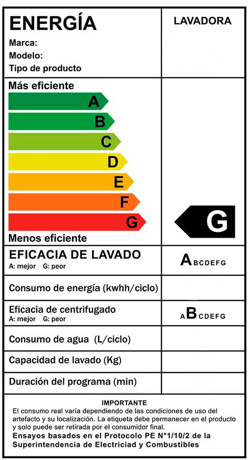 ENERGÍA
LAVADORA
Marca:
Modelo:
Tipo de producto
Más eficiente
A
B
C
D
E
F
G
G
Menos eficiente
EFICACIA DE LAVADO
A: mejor G: peor
ABCDEFG
Consumo de energía (kwhh/ciclo)
Eficacia de centrifugado
A: mejor G: peor
ABCDEFG
Consumo de agua (L/ciclo)
Capacidad de lavado (Kg)
Duración del programa (min)
IMPORTANTE
El consumo real varía dependiendo de las condiciones de uso del
artefacto y su localización. La etiqueta debe permanecer en el producto
y solo puede ser retirada por el consumidor final.
Ensayos basados en el Protocolo PE N°1/10/2 de la
Superintendencia de Electriciad y Combustibles